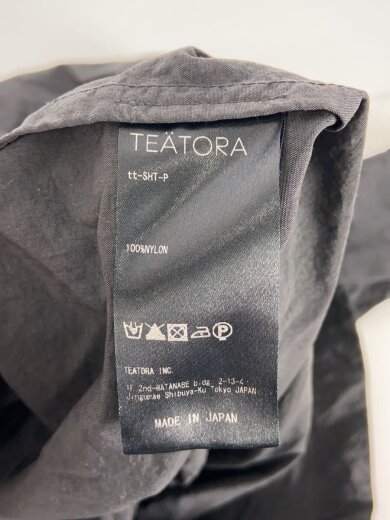 TEÄTORA
tt-SHT-P
100%NYLON
TEATORA INC
1F 2nd-WATANABE b.dg. 2-13-4
Jingumae Shibuya-Ku Tokyo JAPAN
MADE IN JAPAN